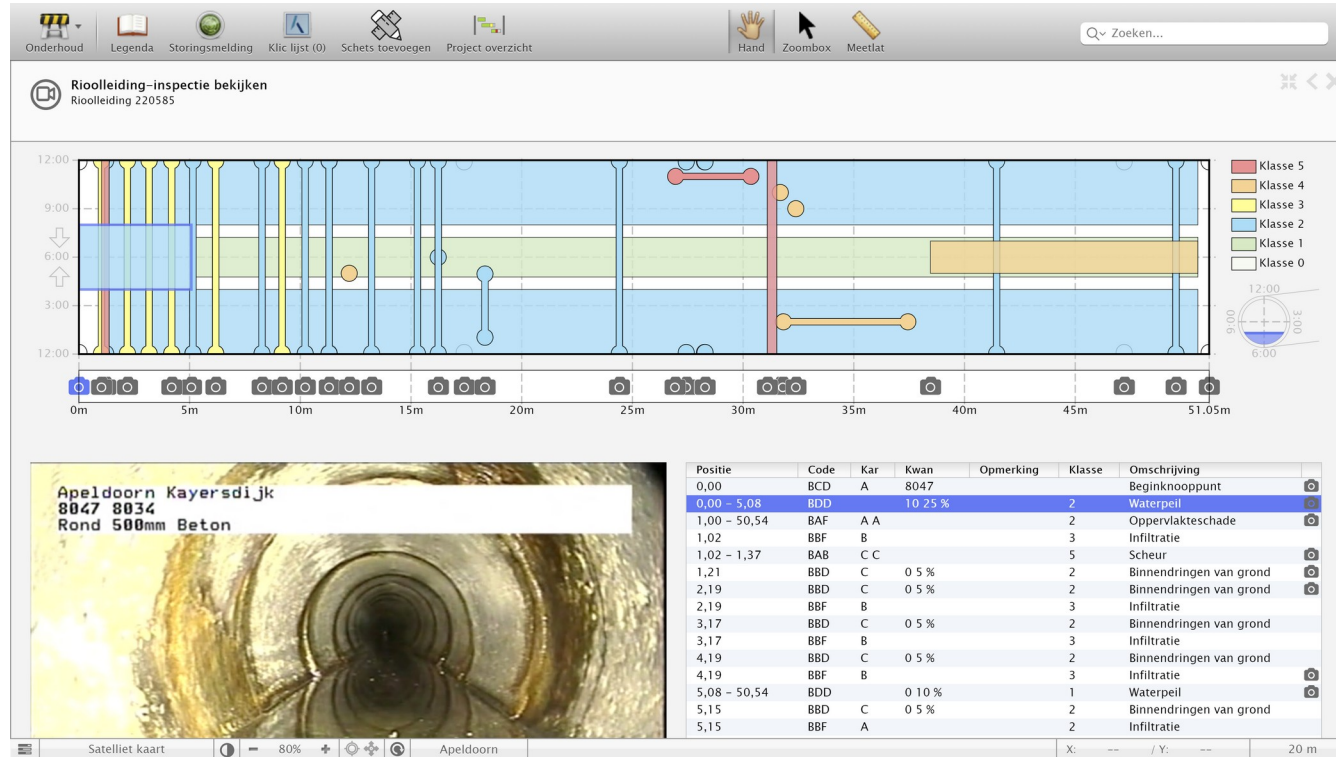 Onderhoud Legenda Storingsmelding Klic lijst (0) Schets toevoegen Project overzicht Hand Zoombox Meetlat Zoeken...
Rioolleiding-inspectie bekijken
Rioolleiding 220585
12:00
9:00
6:00
3:00
12:00
Klasse 5
Klasse 4
Klasse 3
Klasse 2
Klasse 1
Klasse 0
12:00
9:00 3:00
6:00
0m 5m 10m 15m 20m 25m 30m 35m 40m 45m 51.05m
Apeldoorn Kayersdijk
8047 8034
Rond 500mm Beton
Positie Code Kar Kwan Opmerking Klasse Omschrijving
0,00 BCD A 8047 Beginknooppunt
0,00 - 5,08 BDD 10 25 % 2 Waterpeil
1,00 - 50,54 BAF A A 2 Oppervlakteschade
1,02 BBF B 3 Infiltratie
1,02 - 1,37 BAB C C 5 Scheur
1,21 BBD C 0 5 % 2 Binnendringen van grond
2,19 BBD C 0 5 % 2 Binnendringen van grond
2,19 BBF B 3 Infiltratie
3,17 BBD C 0 5 % 2 Binnendringen van grond
3,17 BBF B 3 Infiltratie
4,19 BBD C 0 5 % 2 Binnendringen van grond
4,19 BBF B 3 Infiltratie
5,08 - 50,54 BDD 0 10 % 1 Waterpeil
5,15 BBD C 0 5 % 2 Binnendringen van grond
5,15 BBF A 2 Infiltratie
Satelliet kaart − 80% + Apeldoorn X: -- / Y: -- 20 m